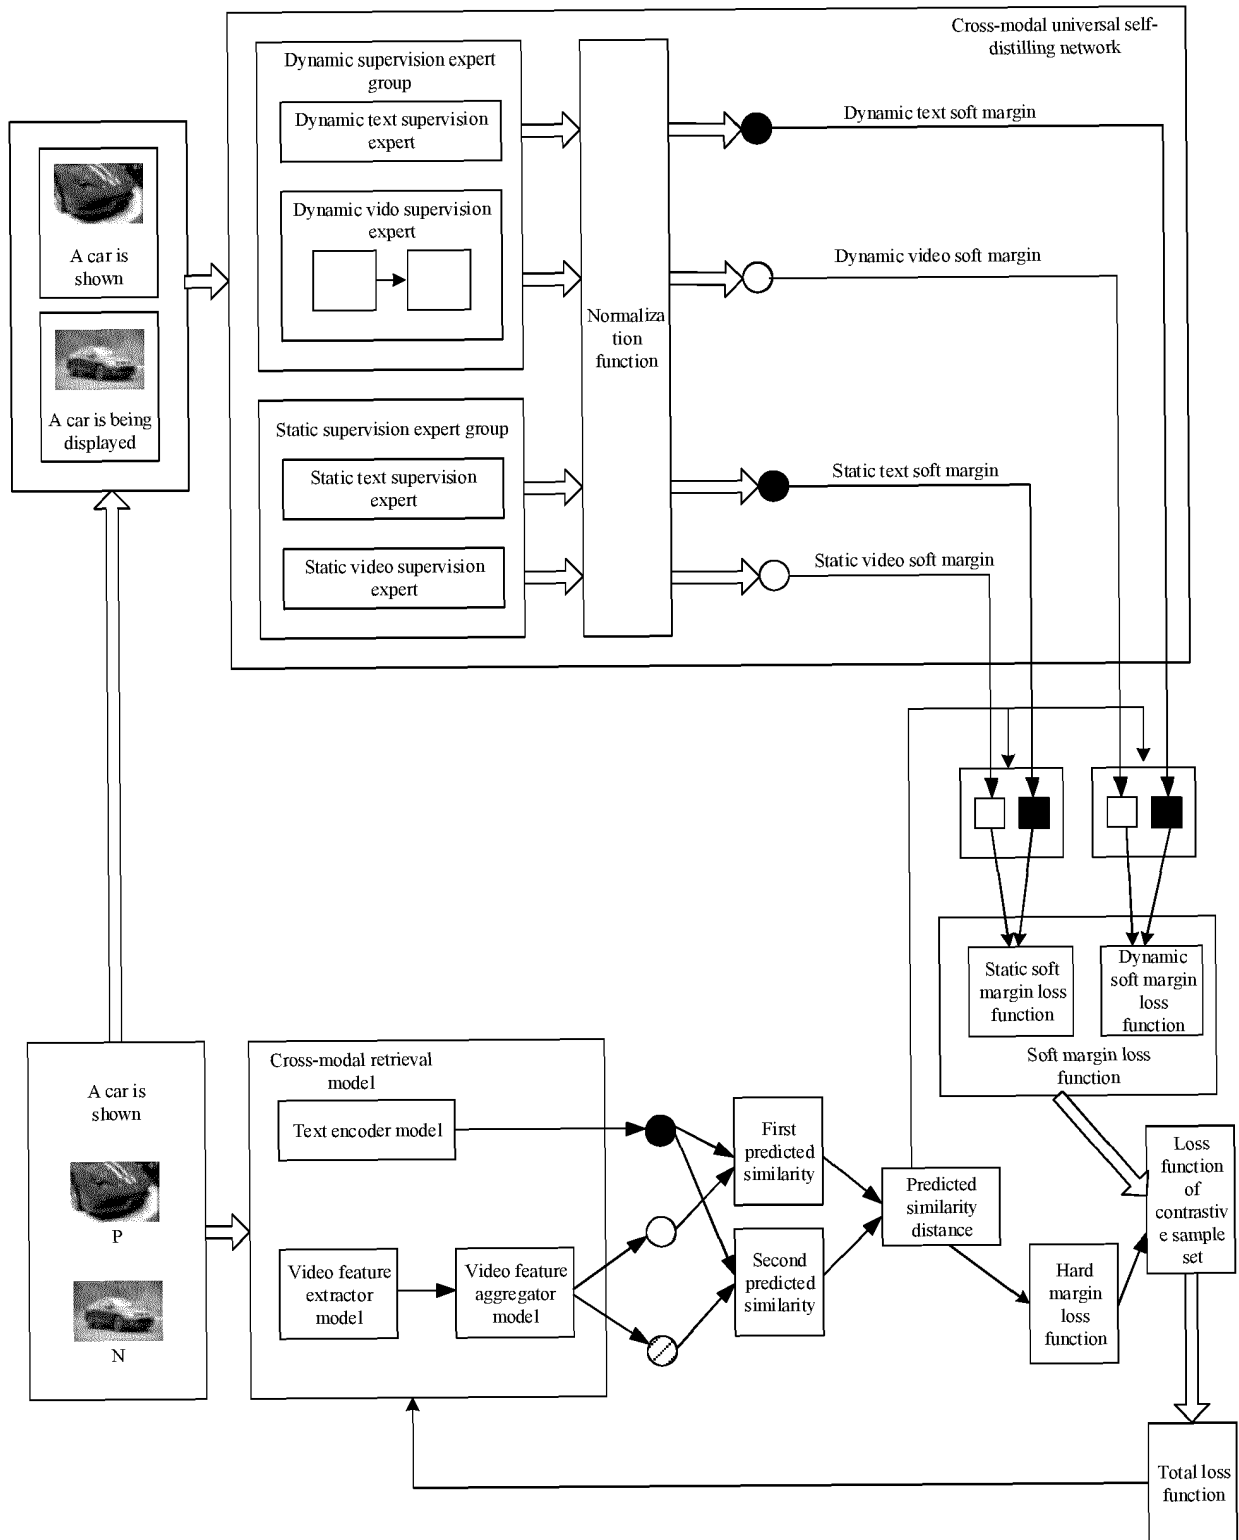 Cross-modal universal self-
distilling network
Dynamic supervision expert
group
Dynamic text supervision
expert
Dynamic vido supervision
expert
Normaliza
tion
function
Dynamic text soft margin
Dynamic video soft margin
A car is
shown
A car is being
displayed
Static supervision expert group
Static text supervision
expert
Static video supervision
expert
Static text soft margin
Static video soft margin
Static soft
margin loss
function
Dynamic
soft margin
loss
function
Soft margin loss
function
A car is
shown
P
N
Cross-modal retrieval
model
Text encoder model
Video feature
extractor model
Video feature
aggregator model
First
predicted
similarity
Second
predicted
similarity
Predicted
similarity
distance
Hard
margin
loss
function
Loss
function
of
contrastiv
e sample
set
Total loss
function